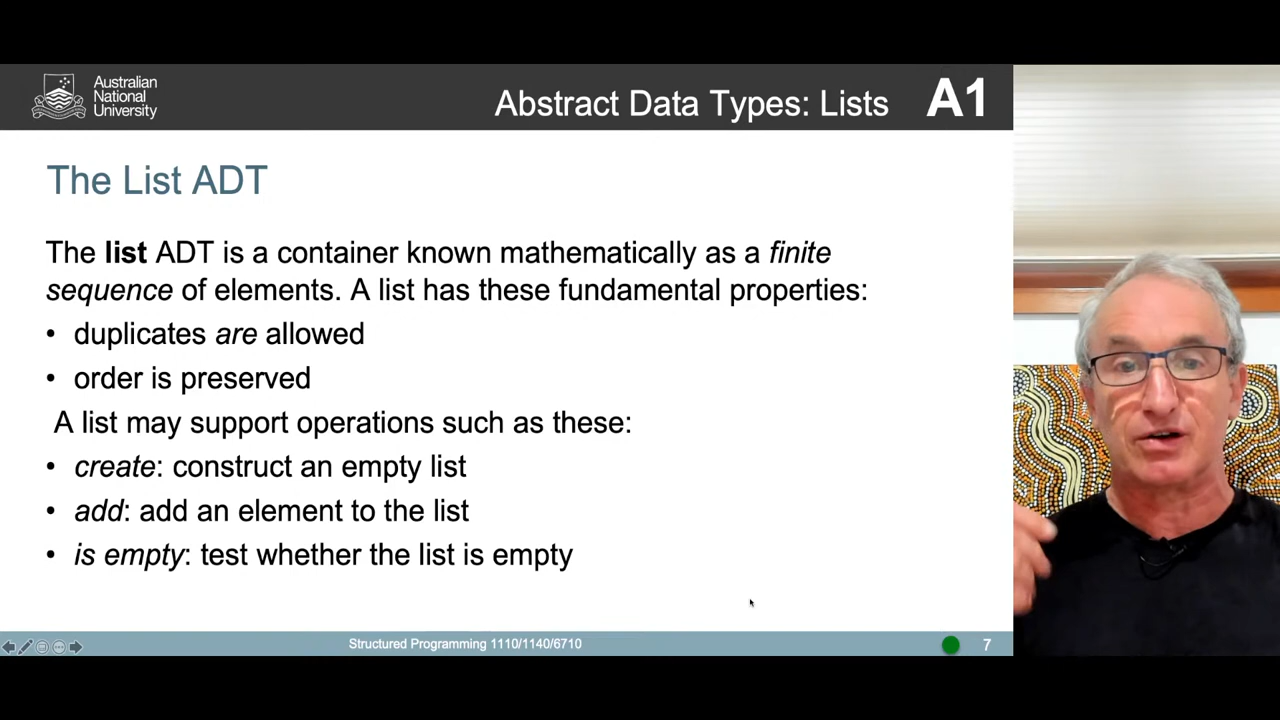 Australian
National
University
Abstract Data Types: Lists A1
The List ADT
The list ADT is a container known mathematically as a finite
sequence of elements. A list has these fundamental properties:
• duplicates are allowed
• order is preserved
A list may support operations such as these:
• create: construct an empty list
• add: add an element to the list
• is empty: test whether the list is empty
Structured Programming 1110/1140/6710
7